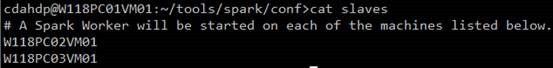 cdahdp@W118PC01VM01:~/tools/spark/conf>cat slaves
# A Spark Worker will be started on each of the machines listed below.
W118PC02VM01
W118PC03VM01